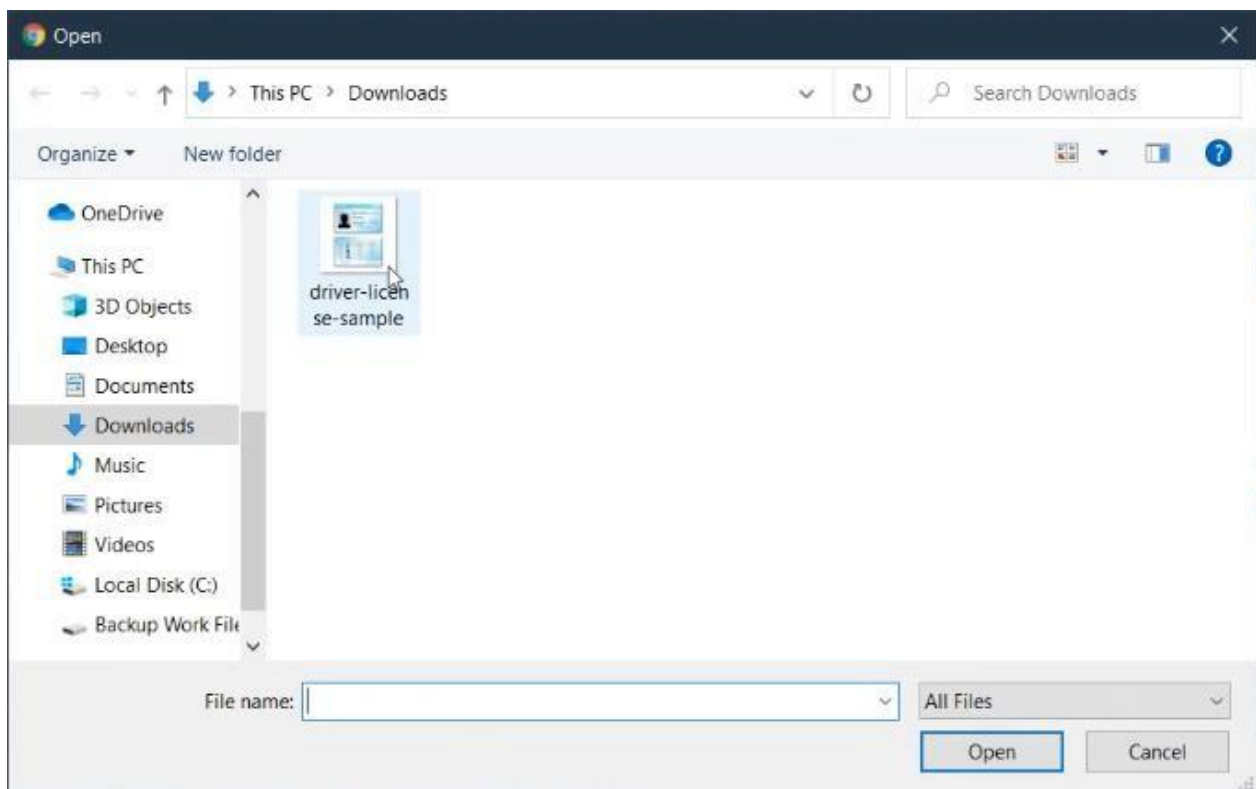 Open
This PC > Downloads
Search Downloads
Organize
New folder
OneDrive
This PC
3D Objects
Desktop
Documents
Downloads
Music
Pictures
Videos
Local Disk (C:)
Backup Work File
driver-licen
se-sample
File name:
All Files
Open
Cancel